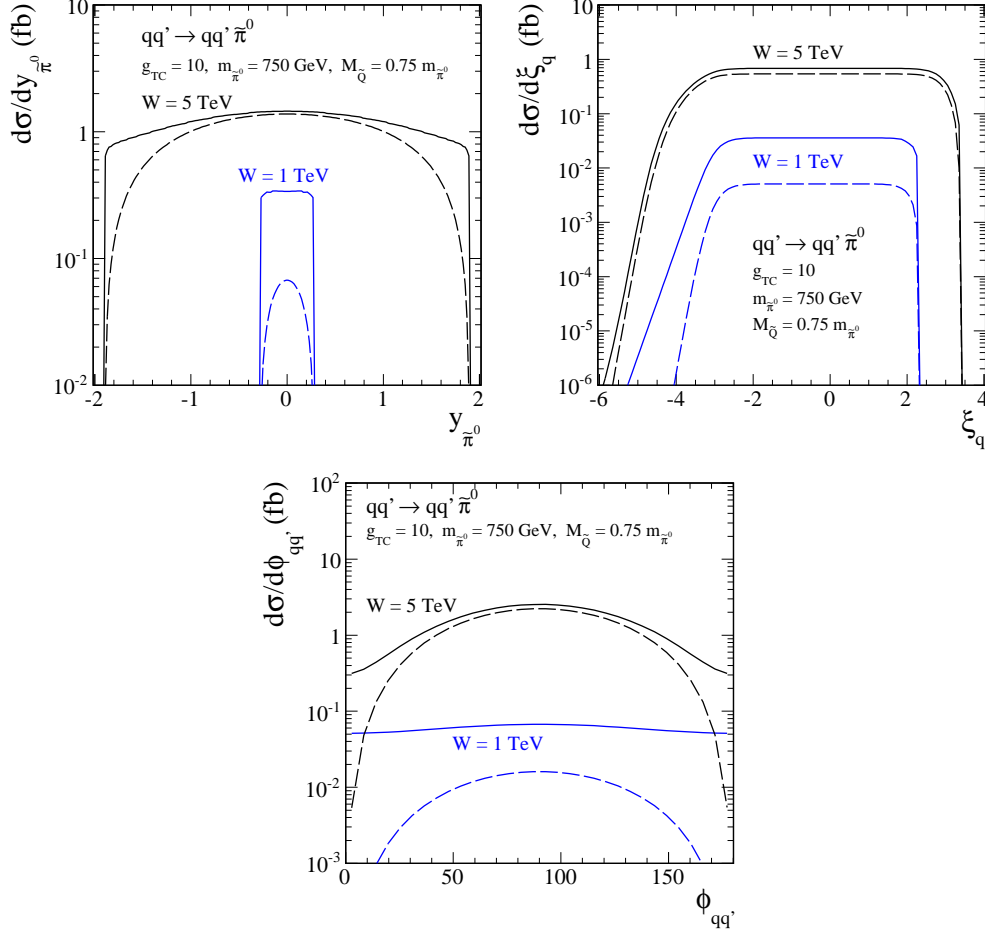 dσ/dy_π̃⁰ (fb)
10
1
10⁻¹
10⁻²
qq' → qq' π̃⁰
g_TC = 10, m_π̃⁰ = 750 GeV, M_Q̃ = 0.75 m_π̃⁰
W = 5 TeV
W = 1 TeV
-2 -1 0 1 2
y_π̃⁰
dσ/dξ_q (fb)
10
1
10⁻¹
10⁻²
10⁻³
10⁻⁴
10⁻⁵
10⁻⁶
W = 5 TeV
W = 1 TeV
qq' → qq' π̃⁰
g_TC = 10
m_π̃⁰ = 750 GeV
M_Q̃ = 0.75 m_π̃⁰
-6 -4 -2 0 2 4
ξ_q
dσ/dϕ_qq' (fb)
10²
10
1
10⁻¹
10⁻²
10⁻³
qq' → qq' π̃⁰
g_TC = 10, m_π̃⁰ = 750 GeV, M_Q̃ = 0.75 m_π̃⁰
W = 5 TeV
W = 1 TeV
0 50 100 150
ϕ_qq'